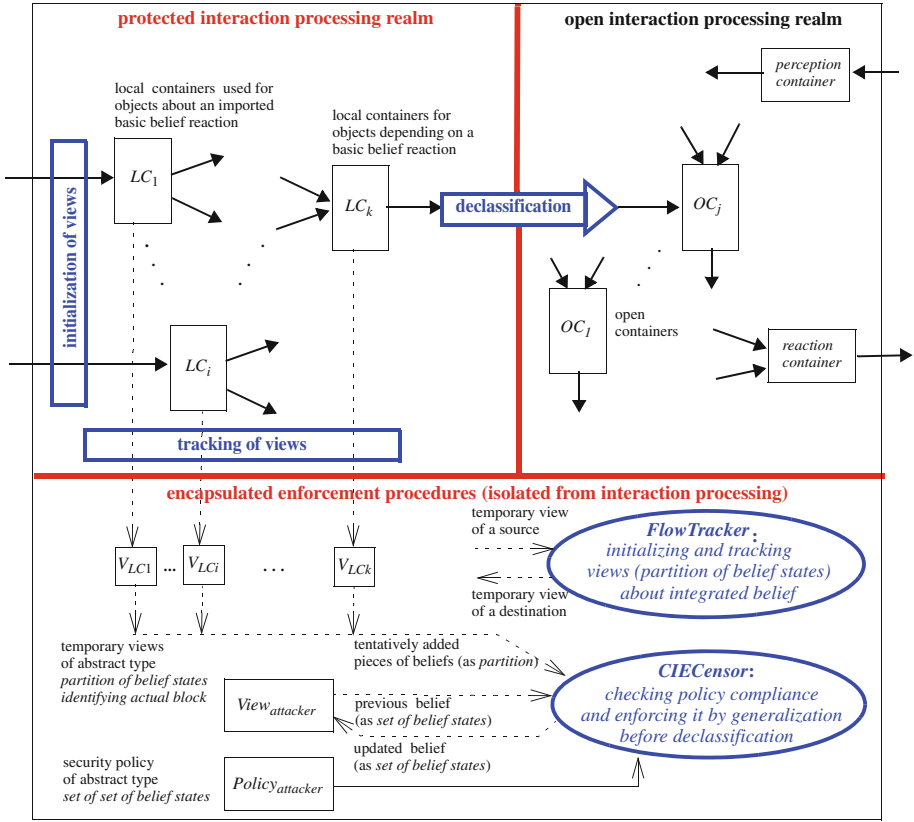 protected interaction processing realm
open interaction processing realm
perception
container
local containers used for
objects about an imported
basic belief reaction
local containers for
objects depending on a
basic belief reaction
LC1
LCk
declassification
OCj
initialization of views
OC1
open
containers
reaction
container
LCi
tracking of views
encapsulated enforcement procedures (isolated from interaction processing)
temporary view
of a source
FlowTracker:
initializing and tracking
views (partition of belief states)
about integrated belief
VLC1
...
VLCi
...
VLCk
temporary view
of a destination
temporary views
of abstract type
partition of belief states
identifying actual block
tentatively added
pieces of beliefs (as partition)
CIECensor:
checking policy compliance
and enforcing it by generalization
before declassification
Viewattacker
previous belief
(as set of belief states)
updated belief
(as set of belief states)
security policy
of abstract type
set of set of belief states
Policyattacker